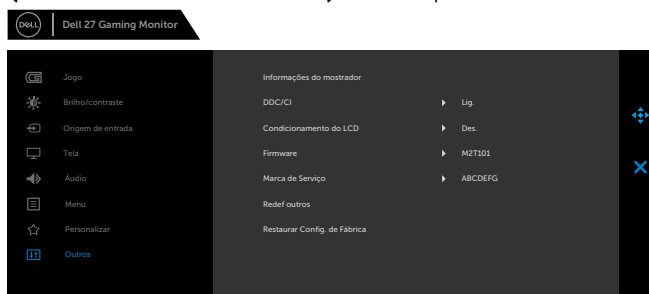 DELL
Dell 27 Gaming Monitor
Jogo
Informações do mostrador
Brilho/contraste
DDC/CI
Lig.
Origem de entrada
Condicionamento do LCD
Des.
Tela
Firmware
M2T101
Áudio
Marca de Serviço
ABCDEFG
Menu
Redef outros
Personalizar
Restaurar Config. de Fábrica
Outros